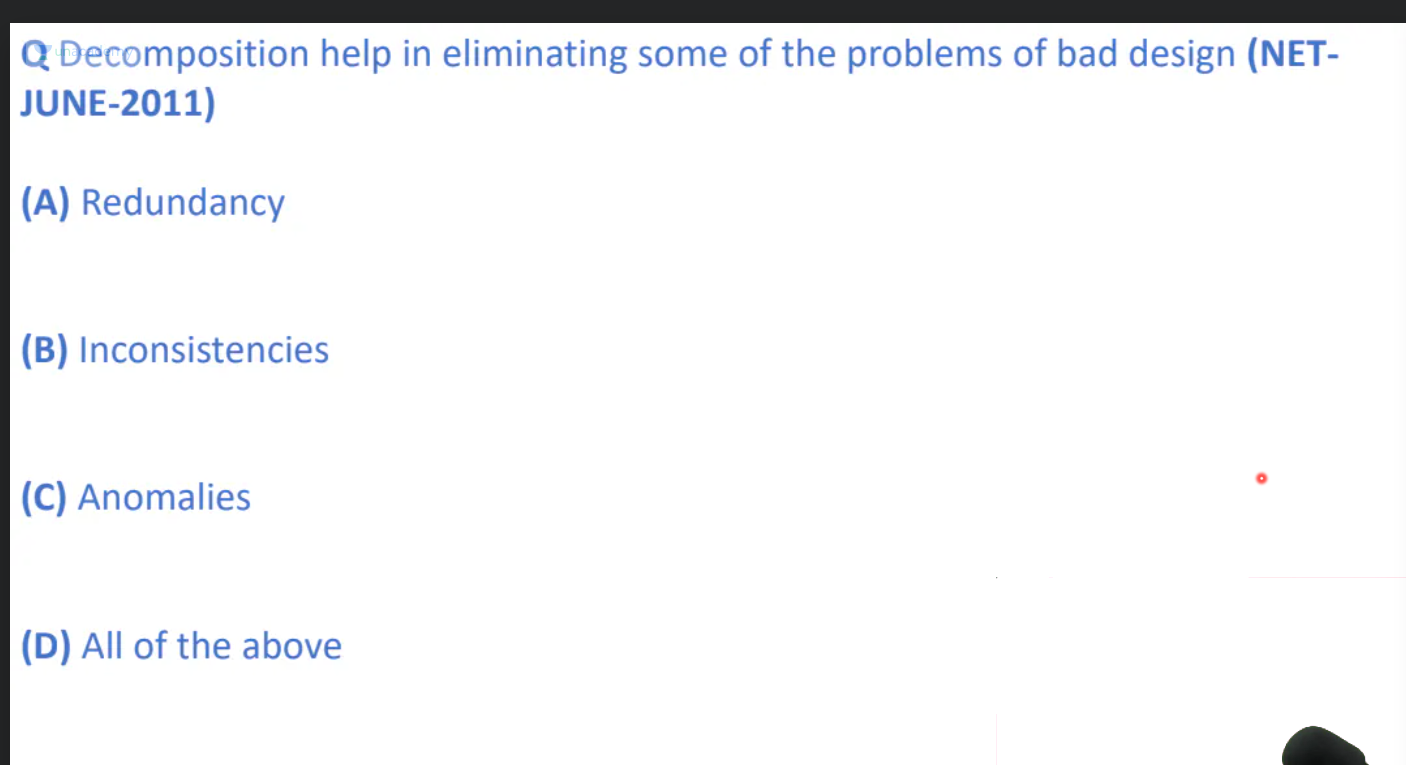 Q Decomposition help in eliminating some of the problems of bad design (NET-
JUNE-2011)
(A) Redundancy
(B) Inconsistencies
(C) Anomalies
(D) All of the above